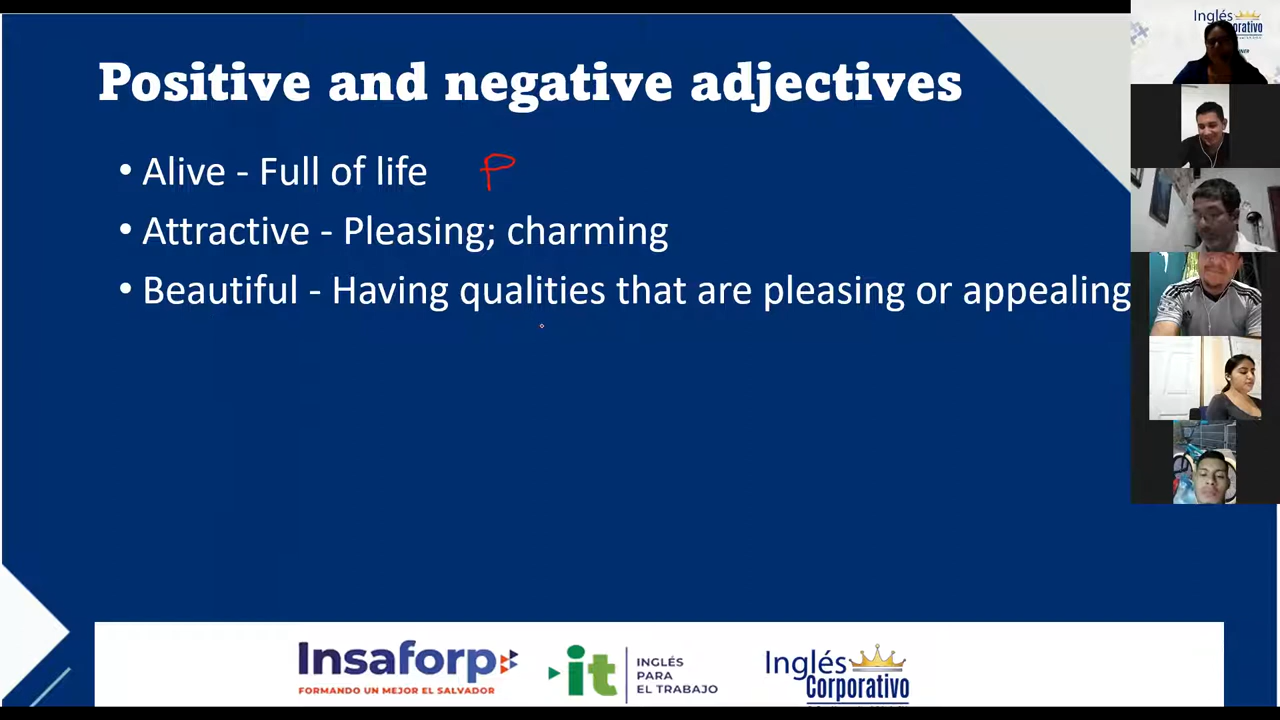 Positive and negative adjectives
• Alive - Full of life P
• Attractive - Pleasing; charming
• Beautiful - Having qualities that are pleasing or appealing
Inglés
orativo
Insaforp
FORMANDO UN MEJOR EL SALVADOR
it
INGLÉS
PARA
EL TRABAJO
Inglés
Corporativo